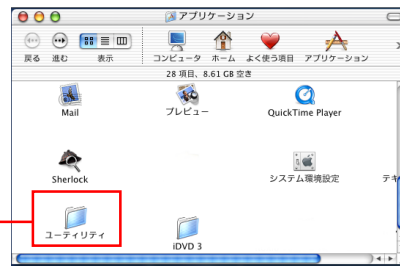 アプリケーション
戻る 進む 表示 コンピュータ ホーム よく使う項目 アプリケーション
28 項目、8.61 GB 空き
Mail プレビュー QuickTime Player
Sherlock システム環境設定 テキ
ユーティリティ iDVD 3